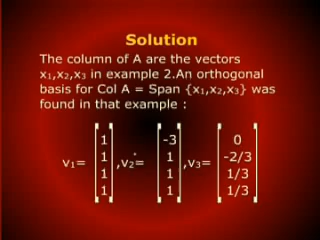 Solution
The column of A are the vectors
x₁,x₂,x₃ in example 2.An orthogonal
basis for Col A = Span {x₁,x₂,x₃} was
found in that example :
v₁= [1 1 1 1] ,v₂= [-3 1 1 1] ,v₃= [0 -2/3 1/3 1/3]